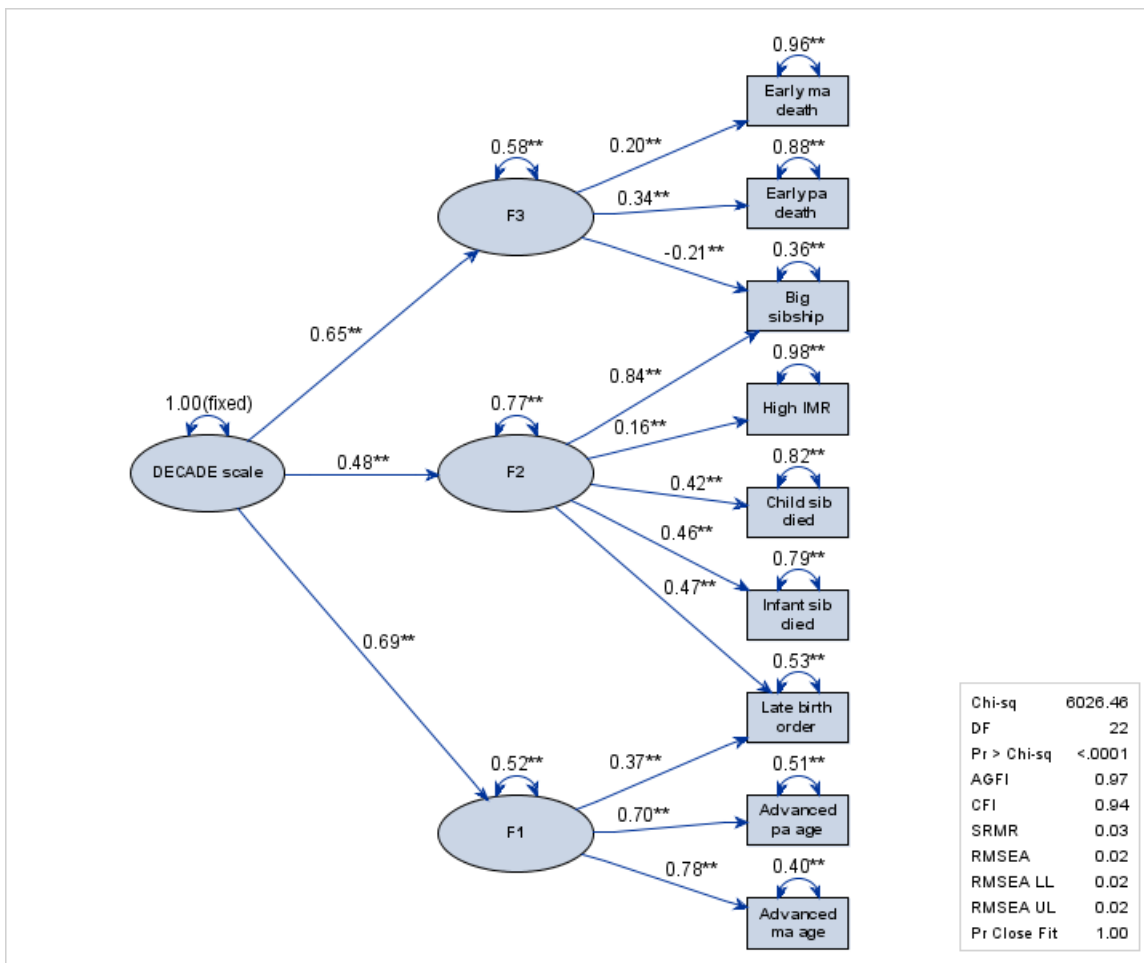 0.96**
Early ma
death
0.20**
0.58**
F3
0.88**
0.34**
Early pa
death
-0.21**
0.36**
Big
sibship
0.65**
0.84**
0.98**
High IMR
1.00(fixed)
DECADE scale
0.48**
0.77**
F2
0.16**
0.82**
0.42**
Child sib
died
0.46**
0.79**
Infant sib
died
0.47**
0.69**
0.53**
Late birth
order
0.52**
F1
0.37**
0.51**
0.70**
Advanced
pa age
0.78**
0.40**
Advanced
ma age
Chi-sq 6026.46
DF 22
Pr > Chi-sq <.0001
AGFI 0.97
CFI 0.94
SRMR 0.03
RMSEA 0.02
RMSEA LL 0.02
RMSEA UL 0.02
Pr Close Fit 1.00